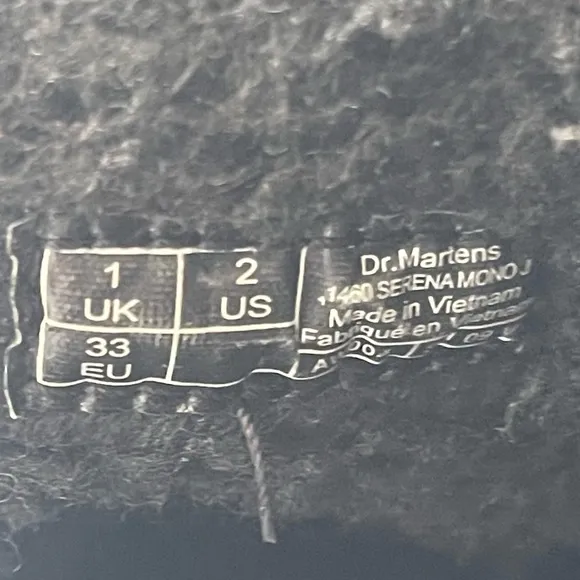 1
UK
2
US
33
EU
Dr.Martens
1460 SERENA MONO J
Made in Vietnam
Fabriqué en Vietnam